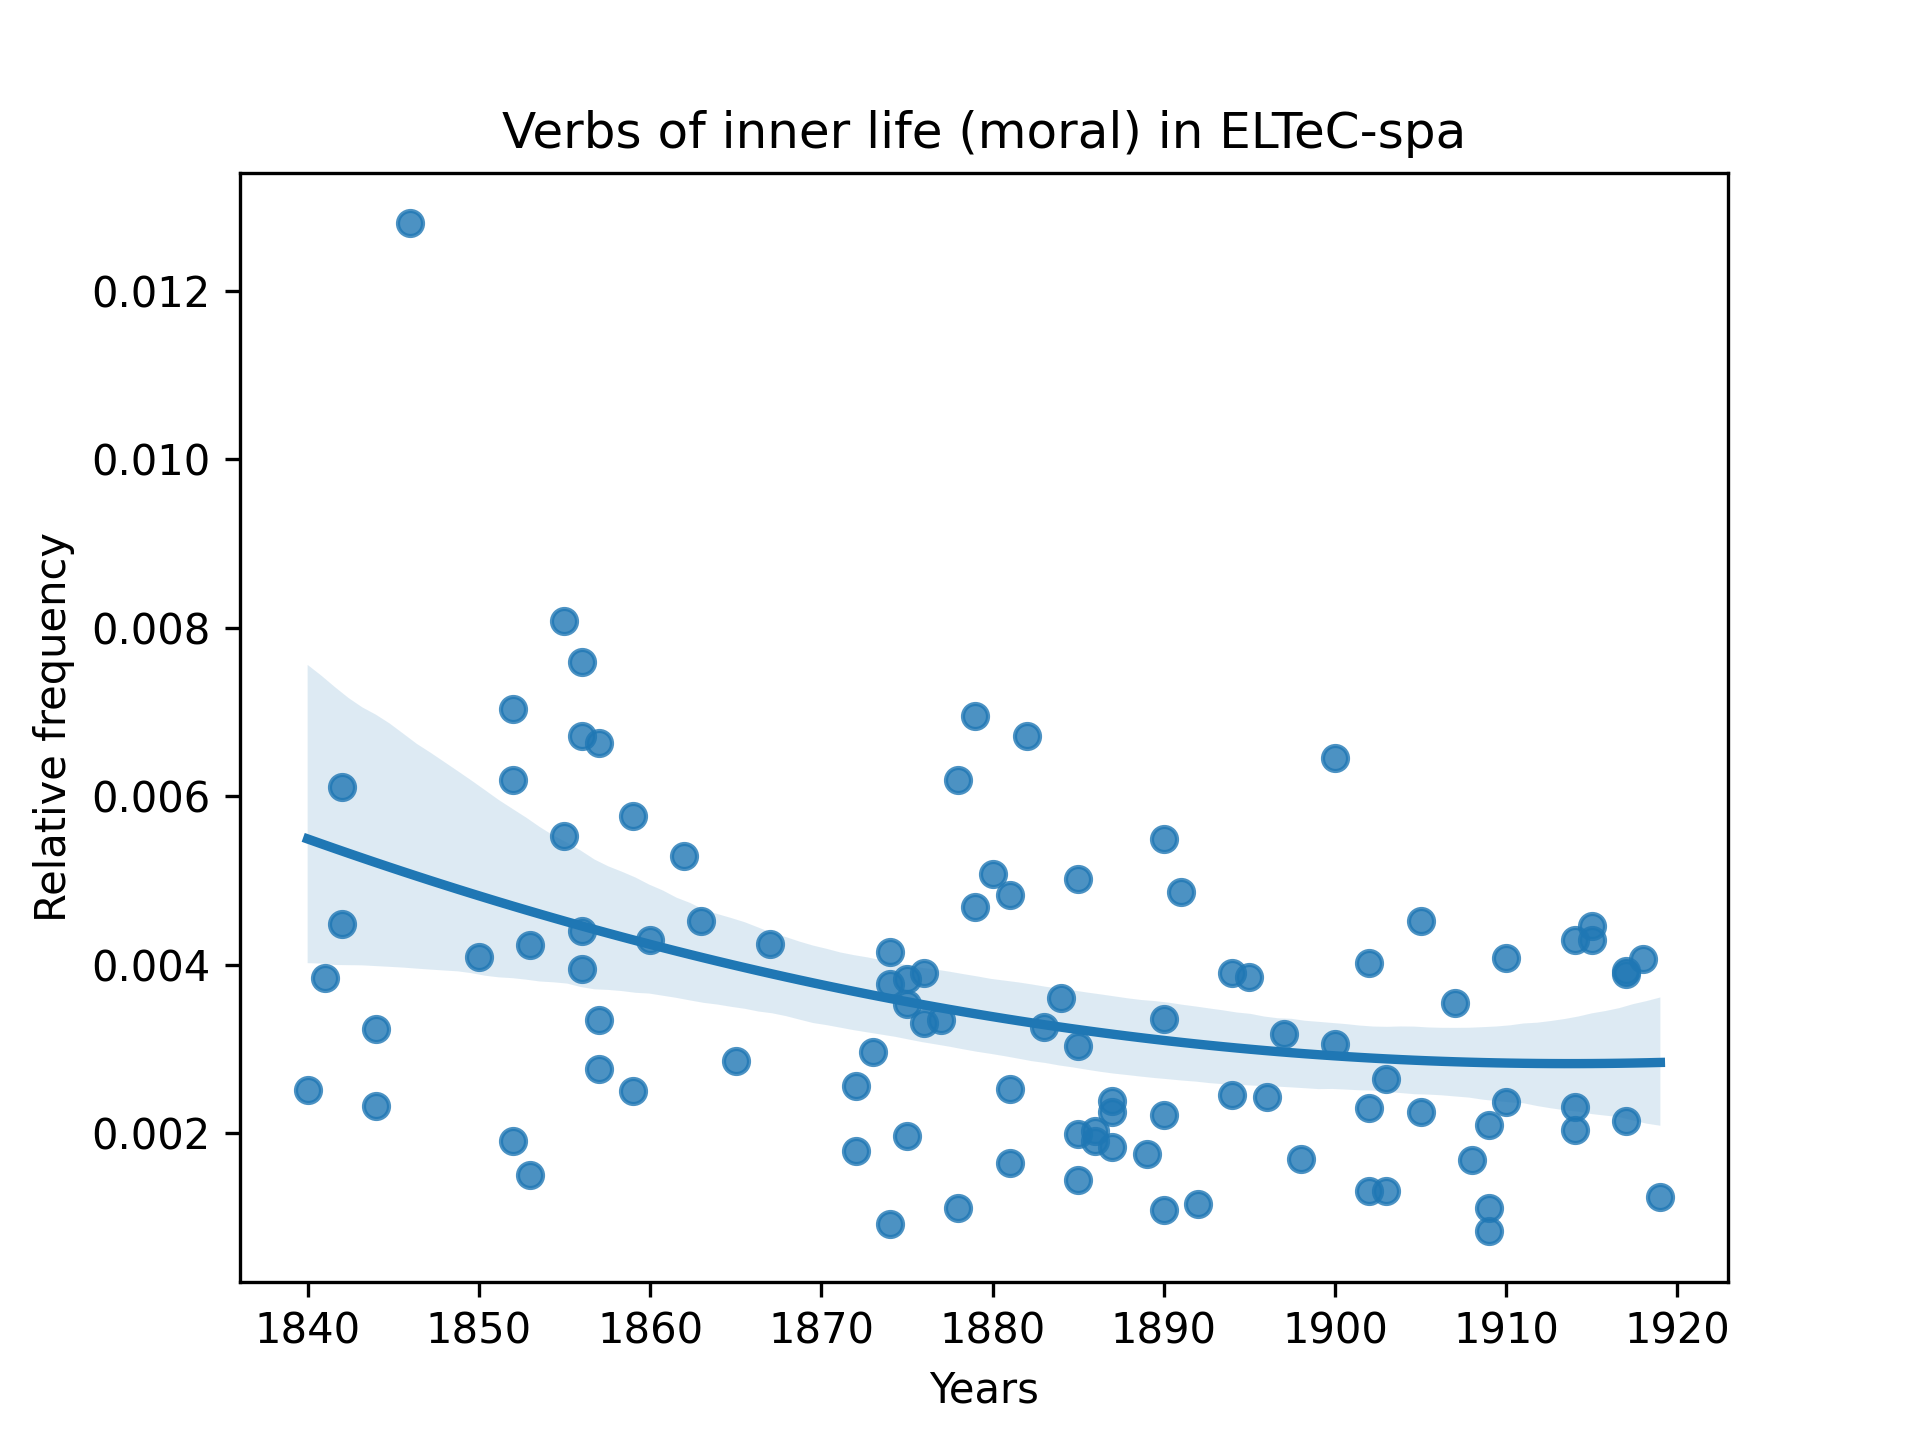 Verbs of inner life (moral) in ELTeC-spa
0.012
0.010
0.008
0.006
0.004
0.002
Relative frequency
1840 1850 1860 1870 1880 1890 1900 1910 1920
Years